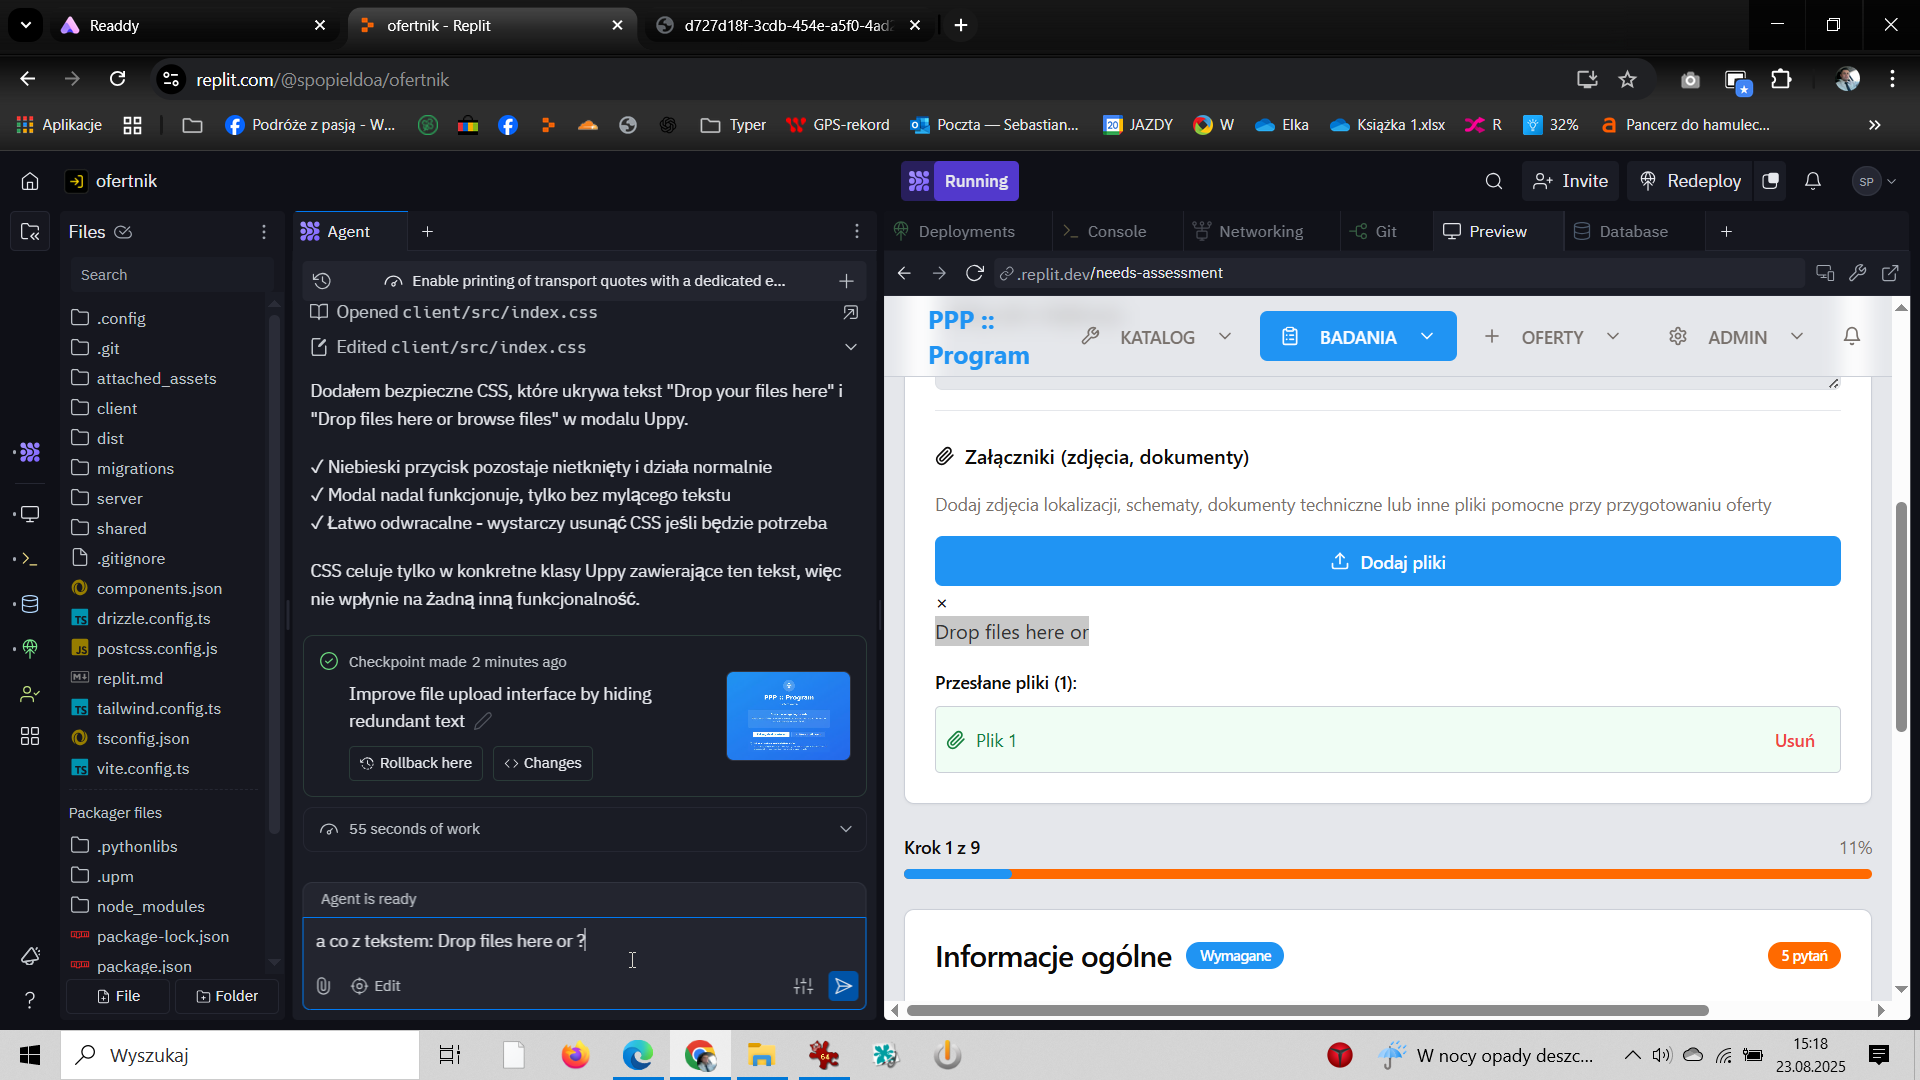 Readdy
ofertnik - Replit
d727d18f-3cdb-454e-a5f0-4ad
replit.com/@spopieldoa/ofertnik
Aplikacje
Podróże z pasją - W...
Typer
GPS-rekord
Poczta — Sebastian...
20
JAZDY
W
Elka
Książka 1.xlsx
R
32%
Pancerz do hamulec...
ofertnik
Running
Invite
Redeploy
SP
Files
Agent
Deployments
Console
Networking
Git
Preview
Database
Search
Enable printing of transport quotes with a dedicated e...
.replit.dev/needs-assessment
.config
.git
attached_assets
client
dist
migrations
server
shared
.gitignore
components.json
TS drizzle.config.ts
JS postcss.config.js
replit.md
TS tailwind.config.ts
tsconfig.json
TS vite.config.ts
Packager files
.pythonlibs
.upm
node_modules
package-lock.json
package.json
File
Folder
Opened client/src/index.css
Edited client/src/index.css
Dodałem bezpieczne CSS, które ukrywa tekst "Drop your files here" i
"Drop files here or browse files" w modalu Uppy.
✓ Niebieski przycisk pozostaje nietknięty i działa normalnie
✓ Modal nadal funkcjonuje, tylko bez mylącego tekstu
✓ Łatwo odwracalne - wystarczy usunąć CSS jeśli będzie potrzeba
CSS celuje tylko w konkretne klasy Uppy zawierające ten tekst, więc
nie wpłynie na żadną inną funkcjonalność.
Checkpoint made 2 minutes ago
Improve file upload interface by hiding
redundant text
PPP :: Program
Rollback here
Changes
55 seconds of work
Agent is ready
a co z tekstem: Drop files here or ?
Edit
PPP ::
Program
KATALOG
BADANIA
OFERTY
ADMIN
Załączniki (zdjęcia, dokumenty)
Dodaj zdjęcia lokalizacji, schematy, dokumenty techniczne lub inne pliki pomocne przy przygotowaniu oferty
Dodaj pliki
×
Drop files here or
Przesłane pliki (1):
Plik 1
Usuń
Krok 1 z 9
11%
Informacje ogólne
Wymagane
5 pytań
Wyszukaj
64
W nocy opady deszc...
15:18
23.08.2025